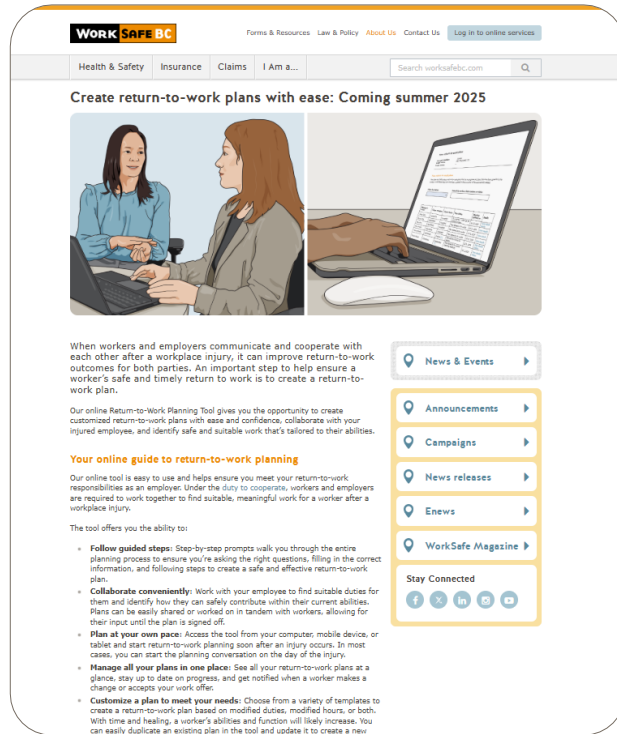 WORK SAFE BC
Forms & Resources Law & Policy About Us Contact Us Log in to online services
Health & Safety Insurance Claims I Am a... Search worksafebc.com
Create return-to-work plans with ease: Coming summer 2025
When workers and employers communicate and cooperate with
each other after a workplace injury, it can improve return-to-work
outcomes for both parties. An important step to help ensure a
worker's safe and timely return to work is to create a return-to-
work plan.
Our online Return-to-Work Planning Tool gives you the opportunity to create
customized return-to-work plans with ease and confidence, collaborate with your
injured employee, and identify safe and suitable work that's tailored to their abilities.
Your online guide to return-to-work planning
Our online tool is easy to use and helps ensure you meet your return-to-work
responsibilities as an employer. Under the duty to cooperate, workers and employers
are required to work together to find suitable, meaningful work for a worker after a
workplace injury.
The tool offers you the ability to:
Follow guided steps: Step-by-step prompts walk you through the entire
planning process to ensure you're asking the right questions, filling in the correct
information, and following steps to create a safe and effective return-to-work
plan.
Collaborate conveniently: Work with your employee to find suitable duties for
them and identify how they can safely contribute within their current abilities.
Plans can be easily shared or worked on in tandem with workers, allowing for
their input until the plan is signed off.
Plan at your own pace: Access the tool from your computer, mobile device, or
tablet and start return-to-work planning soon after an injury occurs. In most
cases, you can start the planning conversation on the day of the injury.
Manage all your plans in one place: See all your return-to-work plans at a
glance, stay up to date on progress, and get notified when a worker makes a
change or accepts your work offer.
Customize a plan to meet your needs: Choose from a variety of templates to
create a return-to-work plan based on modified duties, modified hours, or both.
With time and healing, a worker's abilities and function will likely increase. You
can easily duplicate an existing plan in the tool and update it to create a new
News & Events
Announcements
Campaigns
News releases
Enews
WorkSafe Magazine
Stay Connected